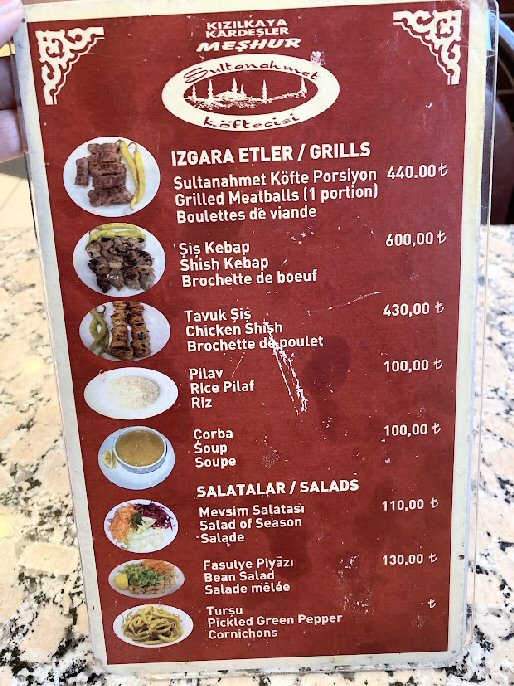 KIZILKAYA
KARDEŞLER
MEŞHUR
Sultanahmet
köftecisi
IZGARA ETLER / GRILLS
Sultanahmet Köfte Porsiyon 440.00 ₺
Grilled Meatballs (1 portion)
Boulettes de viande
Şiş Kebap 600,00 ₺
Shish Kebap
Brochette de boeuf
Tavuk Şiş 430,00 ₺
Chicken Shish
Brochette de poulet
Pilav 100,00 ₺
Rice Pilaf
Riz
Çorba 100,00 ₺
Soup
Soupe
SALATALAR / SALADS
Mevsim Salatası 110,00 ₺
Salad of Season
Salade
Fasulye Piyazı 130,00 ₺
Bean Salad
Salade mêlée
Turşu ₺
Pickled Green Pepper
Cornichons